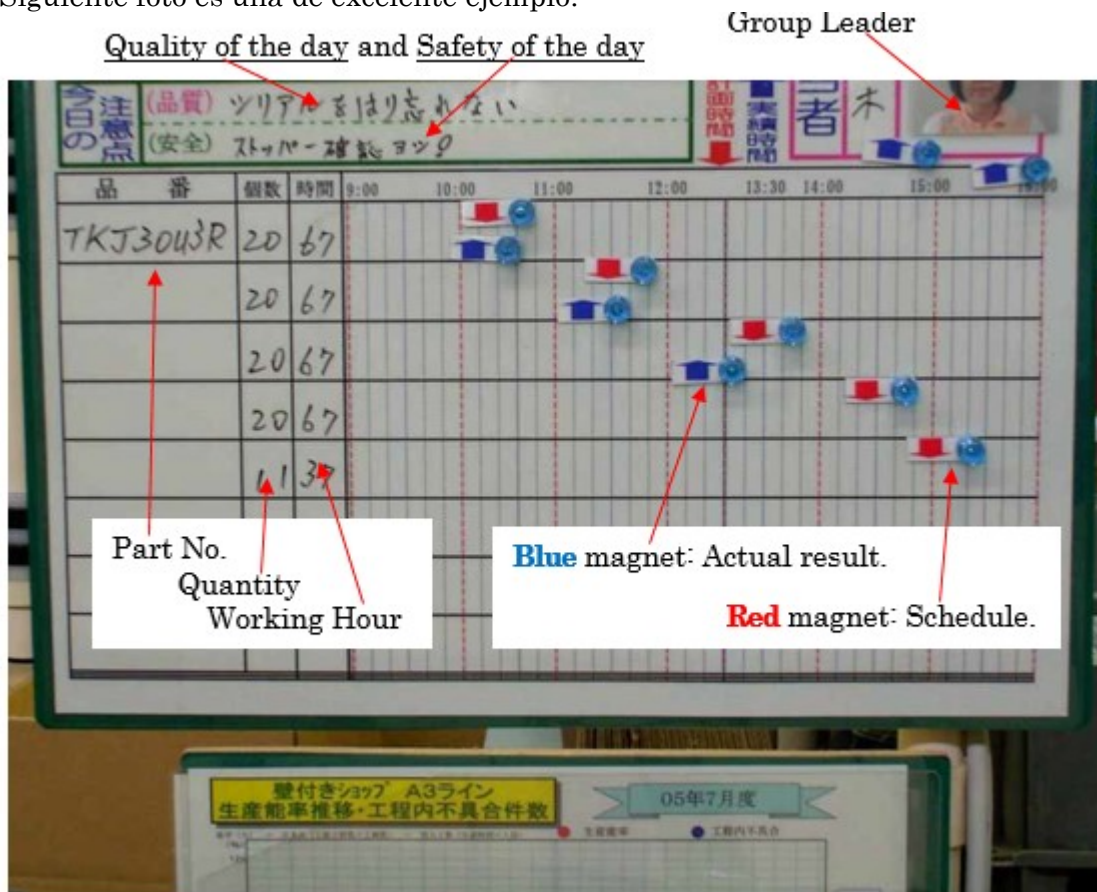 Siguiente foto es una de excelente ejemplo.
Group Leader
Quality of the day and Safety of the day
今日の
注意点
(品質) ツリアルをはり忘れない
(安全) ストッパー確認ヨシ!
計画時間
実績時間
者
木
品 番 個数 時間 9:00 10:00 11:00 12:00 13:30 14:00 15:00 16:00
TKJ3043R 20 67
20 67
20 67
20 67
11 37
Part No.
Quantity
Working Hour
Blue magnet: Actual result.
Red magnet: Schedule.
壁付きショップ A3ライン
生産能率推移・工程内不具合件数
05年7月度
生産能率
工程内不具合